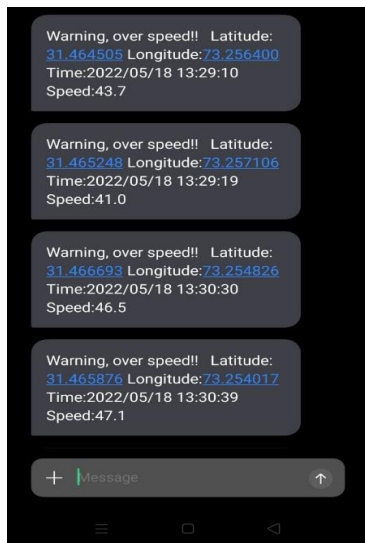 Warning, over speed!! Latitude:
31.464505 Longitude:73.256400
Time:2022/05/18 13:29:10
Speed:43.7
Warning, over speed!! Latitude:
31.465248 Longitude:73.257106
Time:2022/05/18 13:29:19
Speed:41.0
Warning, over speed!! Latitude:
31.466693 Longitude:73.254826
Time:2022/05/18 13:30:30
Speed:46.5
Warning, over speed!! Latitude:
31.465876 Longitude:73.254017
Time:2022/05/18 13:30:39
Speed:47.1
Message